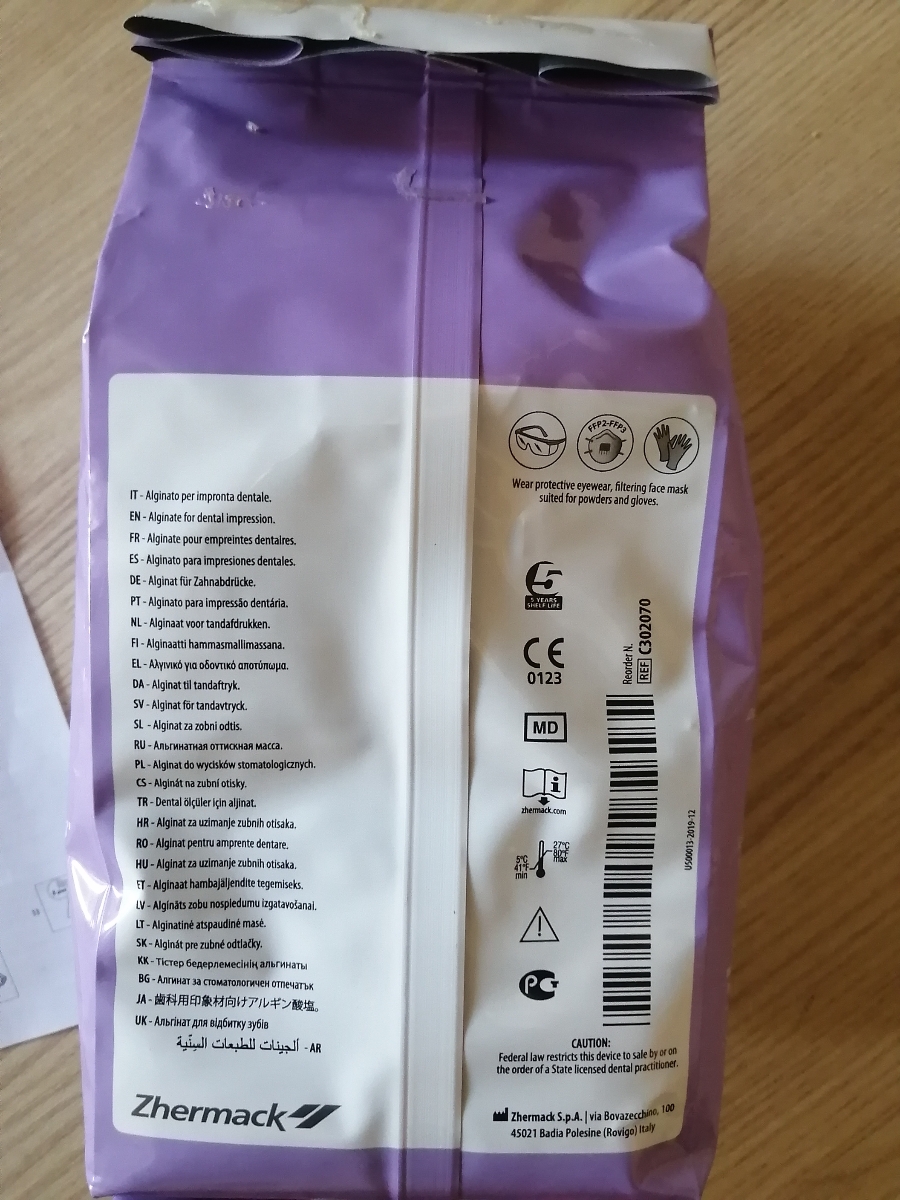 IT - Alginato per impronta dentale.
EN - Alginate for dental impression.
FR - Alginate pour empreintes dentaires.
ES - Alginato para impresiones dentales.
DE - Alginat für Zahnabdrücke.
PT - Alginato para impressão dentária.
NL - Alginaat voor tandafdrukken.
FI - Alginaatti hammasmallimassana.
EL - Αλγινικό για οδοντικό αποτύπωμα.
DA - Alginat til tandaftryk.
SV - Alginat för tandavtryck.
SL - Alginat za zobni odtis.
RU - Альгинатная оттискная масса.
PL - Alginat do wycisków stomatologicznych.
CS - Alginát na zubní otisky.
TR - Dental ölçüler için aljinat.
HR - Alginat za uzimanje zubnih otisaka.
RO - Alginat pentru amprente dentare.
HU - Alginat za uzimanje zubnih otisaka.
ET - Alginaat hambajäljendite tegemiseks.
LV - Algināts zobu nospiedumu izgatavošanai.
LT - Alginatinė atspaudinė masė.
SK - Alginát pre zubné odtlačky.
KK - Тістер бедерлемесінің альгинаты
BG - Алгинат за стоматологичен отпечатък
JA - 歯科用印象材向けアルギン酸塩。
UK - Альгінат для відбитку зубів
AR - ألجينات للطبعات السِنّية
Zhermack
FFP2-FFP3
Wear protective eyewear, filtering face mask
suited for powders and gloves.
5
5 YEARS
SHELF LIFE
CE
0123
MD
i
zhermack.com
27°C
80°F
max
5°C
41°F
min
Reorder N.
REF C302070
U500013-2019-12
CAUTION:
Federal law restricts this device to sale by or on
the order of a State licensed dental practitioner.
Zhermack S.p.A. | via Bovazecchino, 100
45021 Badia Polesine (Rovigo) Italy